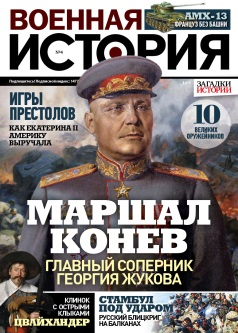 ВОЕННАЯ
ИСТОРИЯ
АМХ-13
ФРАНЦУЗ БЕЗ БАШНИ
№4
ЗАГАДКИ
ИСТОРИИ
ИГРЫ
ПРЕСТОЛОВ
КАК ЕКАТЕРИНА II
АМЕРИКУ
ВЫРУЧАЛА
10
ВЕЛИКИХ
ОРУЖЕЙНИКОВ
МАРШАЛ
КОНЕВ
ГЛАВНЫЙ СОПЕРНИК
ГЕОРГИЯ ЖУКОВА
КЛИНОК
С ОСТРЫМИ
КЛЫКАМИ
ЦВАЙХАНДЕР
СТАМБУЛ
ПОД УДАРОМ
РУССКИЙ БЛИЦКРИГ
НА БАЛКАНАХ